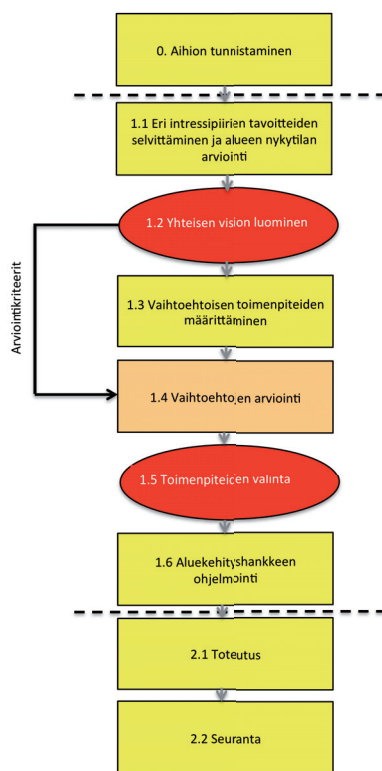 0. Aihion tunnistaminen
1.1 Eri intressipiirien tavoitteiden
selvittäminen ja alueen nykytilan
arviointi
1.2 Yhteisen vision luominen
Arviointikriteerit
1.3 Vaihtoehtoisen toimenpiteiden
määrittäminen
1.4 Vaihtoehtojen arviointi
1.5 Toimenpiteiden valinta
1.6 Aluekehityshankkeen
ohjelmointi
2.1 Toteutus
2.2 Seuranta